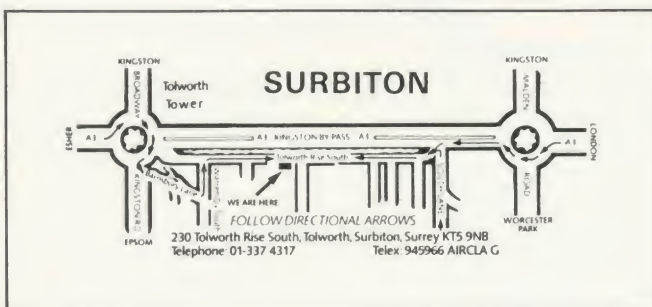 KINGSTON
KINGSTON
SURBITON
Tolworth
Tower
BROADWAY
MALDEN
ESHER
A3
A3 KINGSTON BY PASS A3
A3
LONDON
Tolworth Rise South
Barnsbury Lane
KINGSTON RD
ROAD
WE ARE HERE
FOLLOW DIRECTIONAL ARROWS
WORCESTER
PARK
EPSOM
230 Tolworth Rise South, Tolworth, Surbiton, Surrey KT5 9NB
Telephone: 01-337 4317
Telex: 945966 AIRCLA G